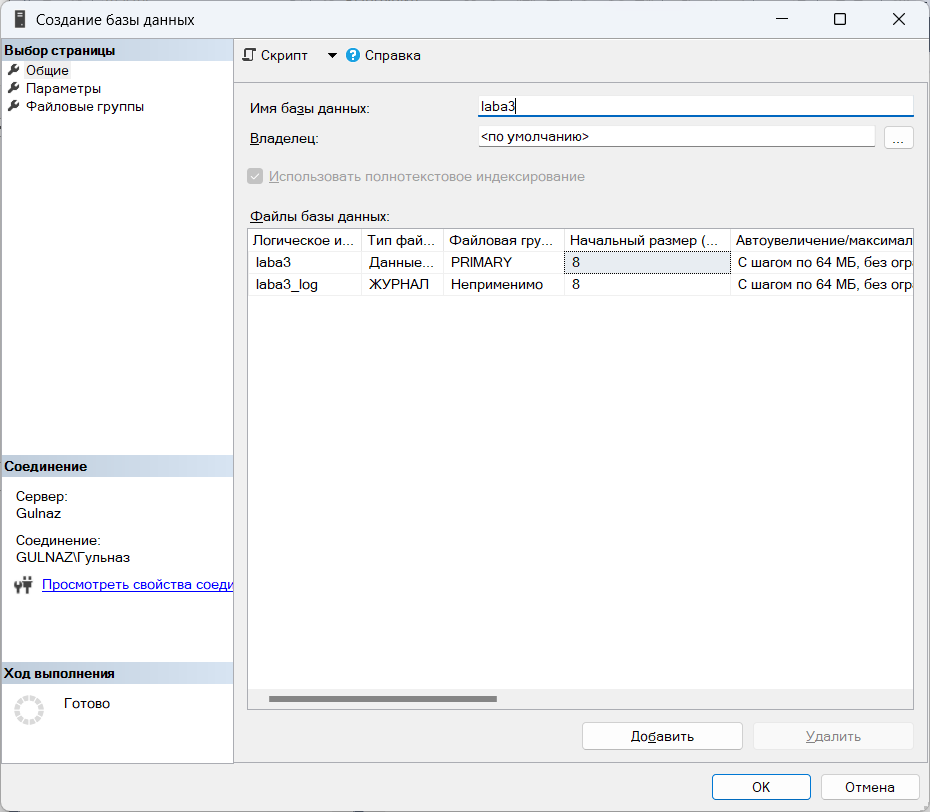 Создание базы данных
Выбор страницы
Общие
Параметры
Файловые группы
Скрипт
Справка
Имя базы данных: laba3
Владелец: <по умолчанию> ...
Использовать полнотекстовое индексирование
Файлы базы данных:
Логическое и... Тип фай... Файловая гру... Начальный размер (... Автоувеличение/максимал
laba3 Данные... PRIMARY 8 С шагом по 64 МБ, без огр
laba3_log ЖУРНАЛ Неприменимо 8 С шагом по 64 МБ, без огр
Соединение
Сервер:
Gulnaz
Соединение:
GULNAZ\Гульназ
Просмотреть свойства соеди
Ход выполнения
Готово
Добавить Удалить
OK Отмена